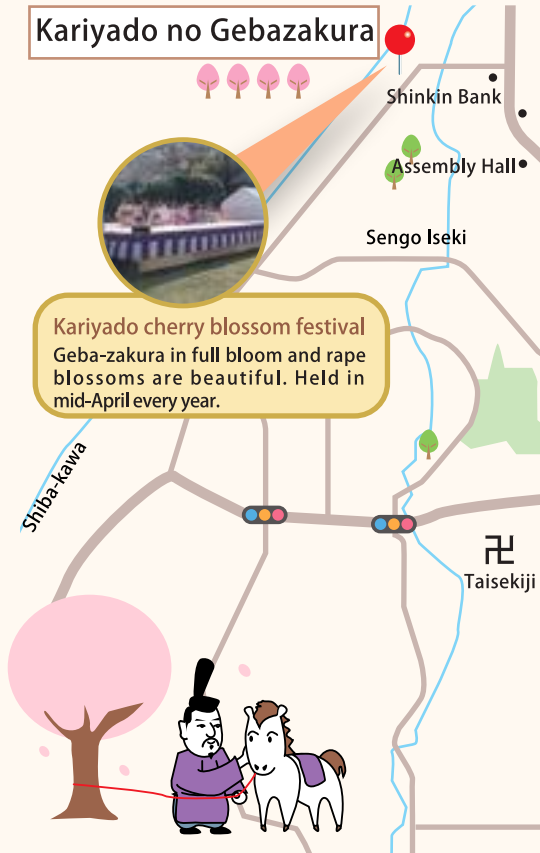 Kariyado no Gebazakura
Shinkin Bank
Assembly Hall
Sengo Iseki
Kariyado cherry blossom festival
Geba-zakura in full bloom and rape
blossoms are beautiful. Held in
mid-April every year.
Shiba-kawa
卍
Taisekiji